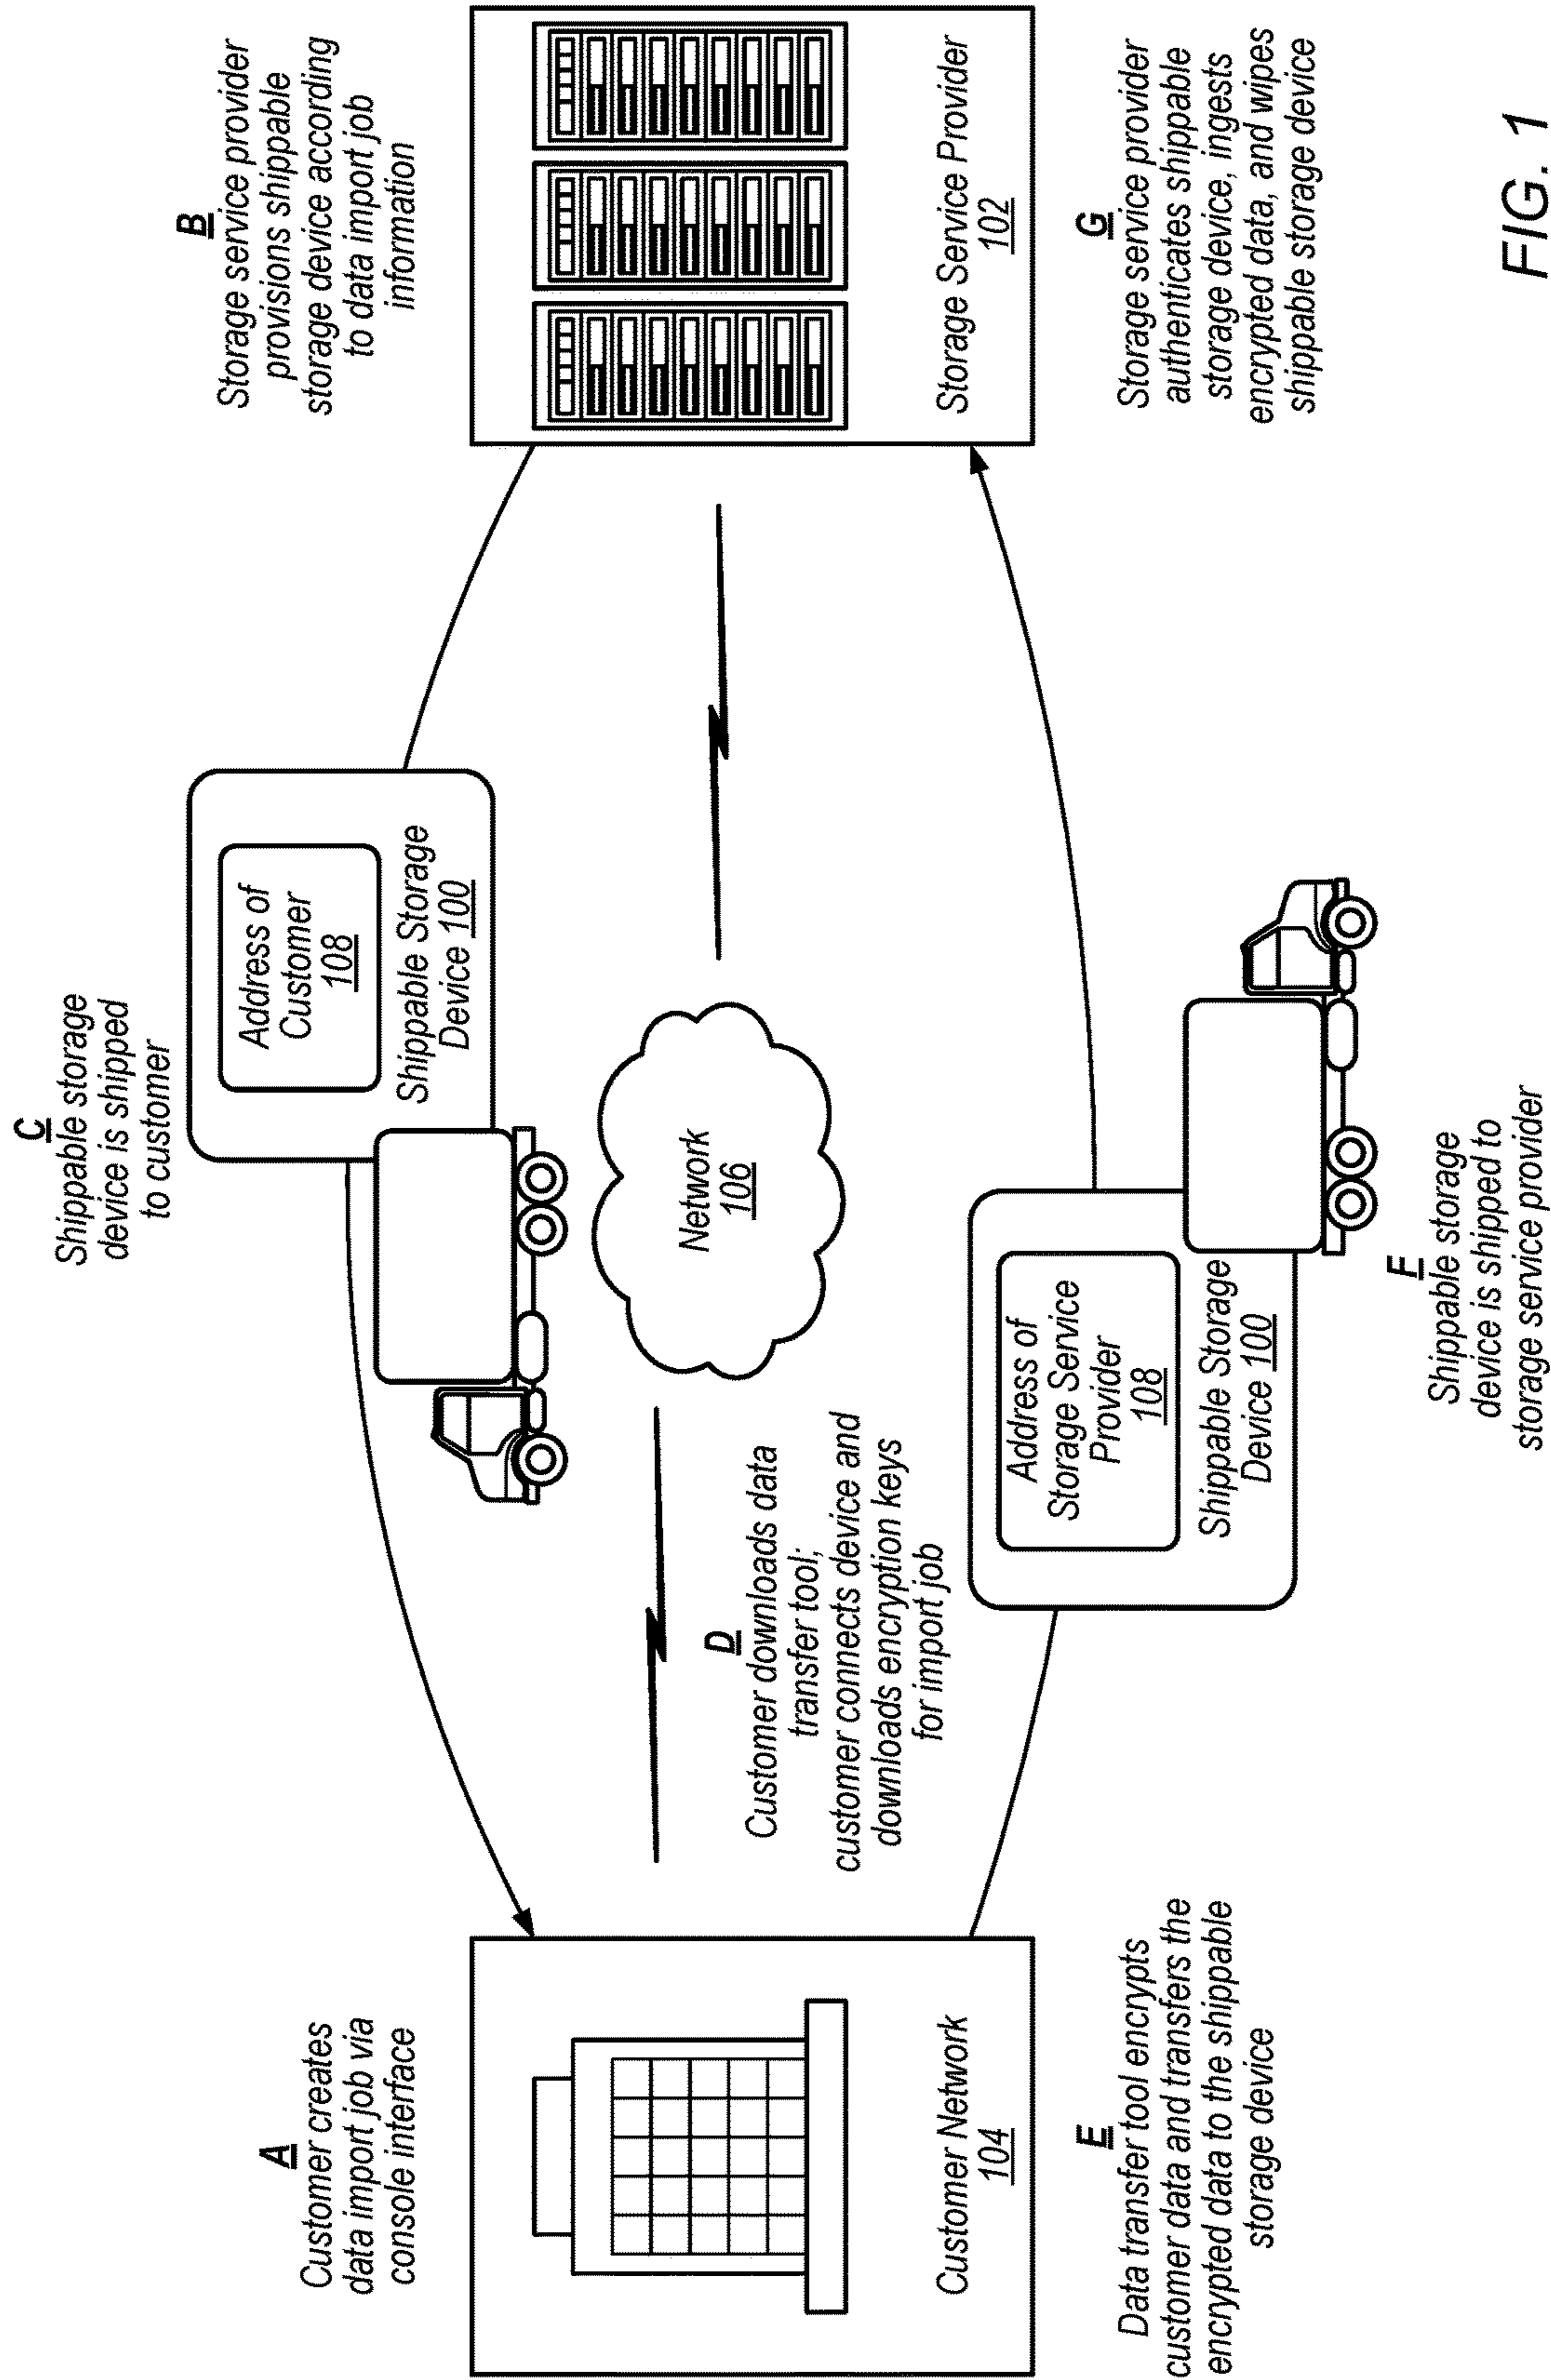 A
Customer creates
data import job via
console interface
B
Storage service provider
provisions shippable
storage device according
to data import job
information
C
Shippable storage
device is shipped
to customer
Address of
Customer
108
Shippable Storage
Device 100
Network
106
D
Customer downloads data
transfer tool;
customer connects device and
downloads encryption keys
for import job
Customer Network
104
Storage Service Provider
102
E
Data transfer tool encrypts
customer data and transfers the
encrypted data to the shippable
storage device
Address of
Storage Service
Provider
108
Shippable Storage
Device 100
F
Shippable storage
device is shipped to
storage service provider
G
Storage service provider
authenticates shippable
storage device, ingests
encrypted data, and wipes
shippable storage device
FIG. 1